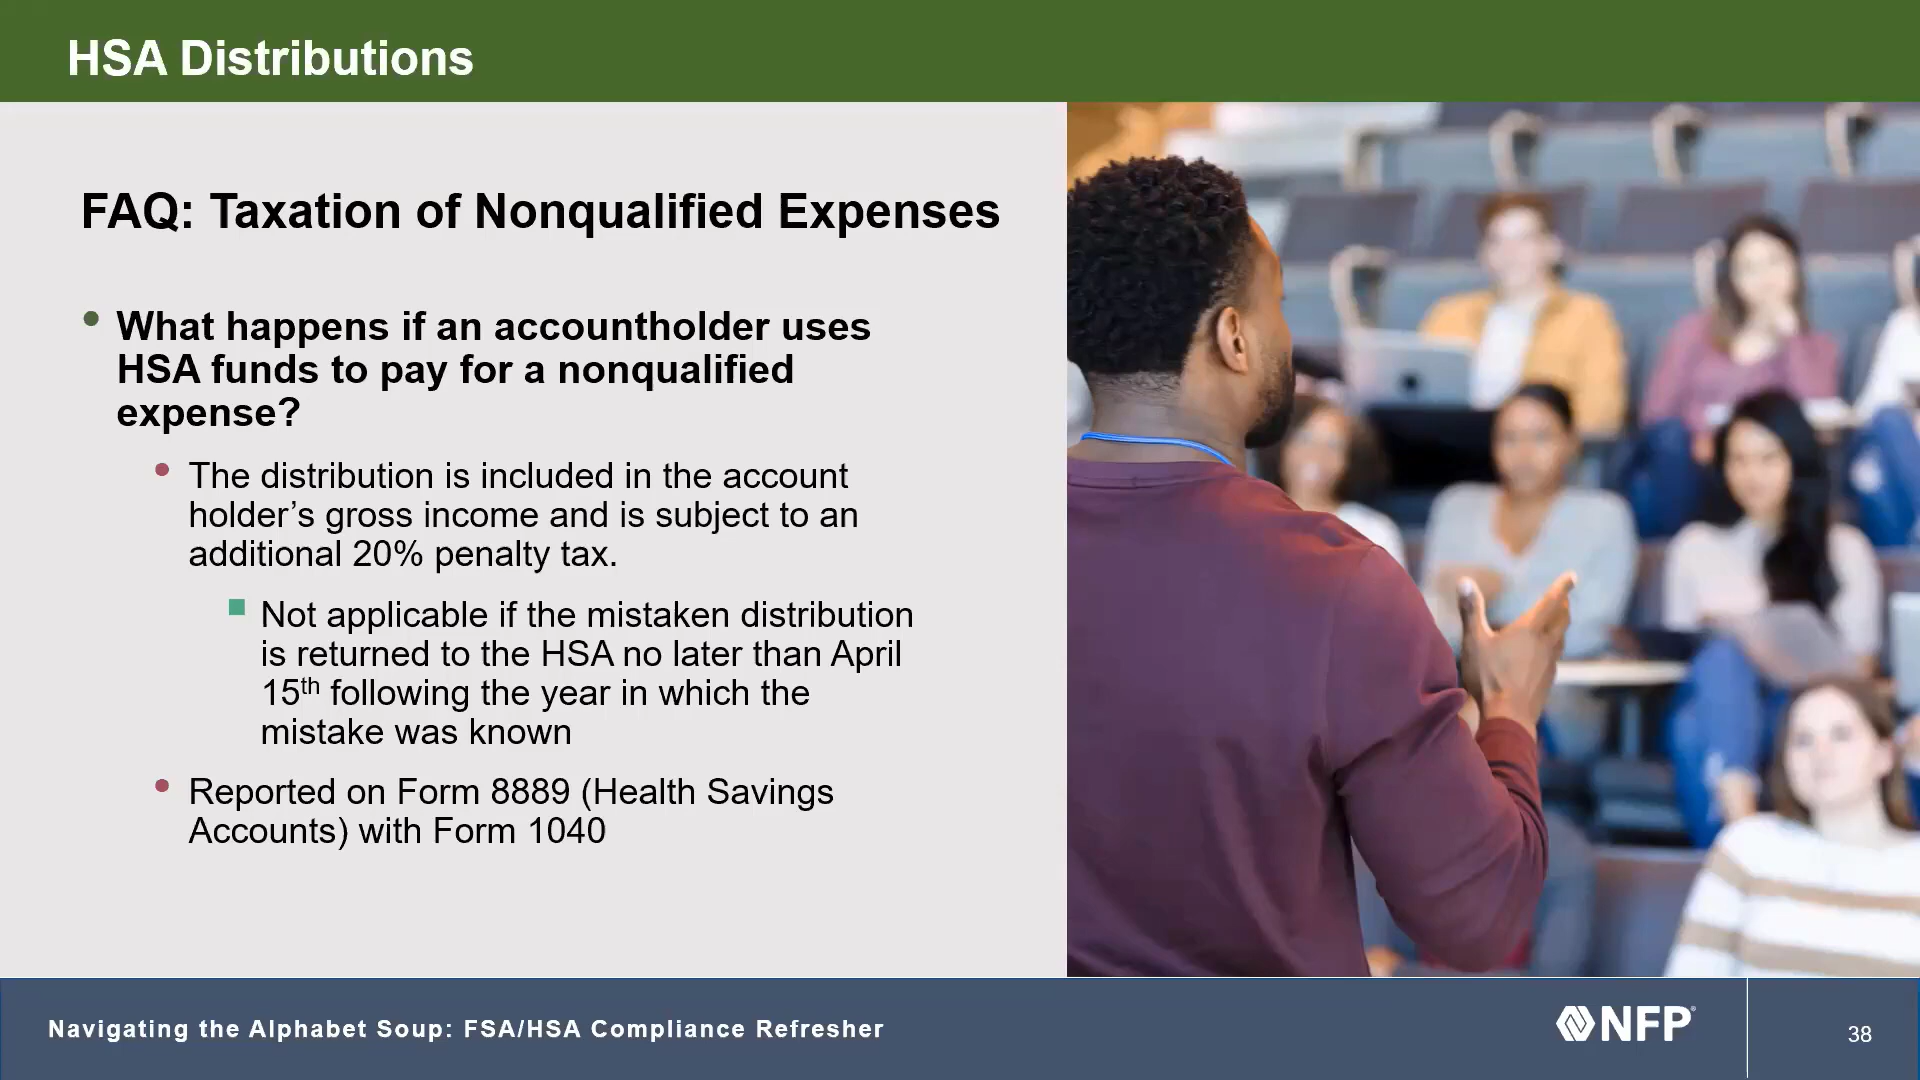 HSA Distributions
FAQ: Taxation of Nonqualified Expenses
• What happens if an accountholder uses
HSA funds to pay for a nonqualified
expense?
• The distribution is included in the account
holder’s gross income and is subject to an
additional 20% penalty tax.
▪ Not applicable if the mistaken distribution
is returned to the HSA no later than April
15th following the year in which the
mistake was known
• Reported on Form 8889 (Health Savings
Accounts) with Form 1040
Navigating the Alphabet Soup: FSA/HSA Compliance Refresher
NFP®
38